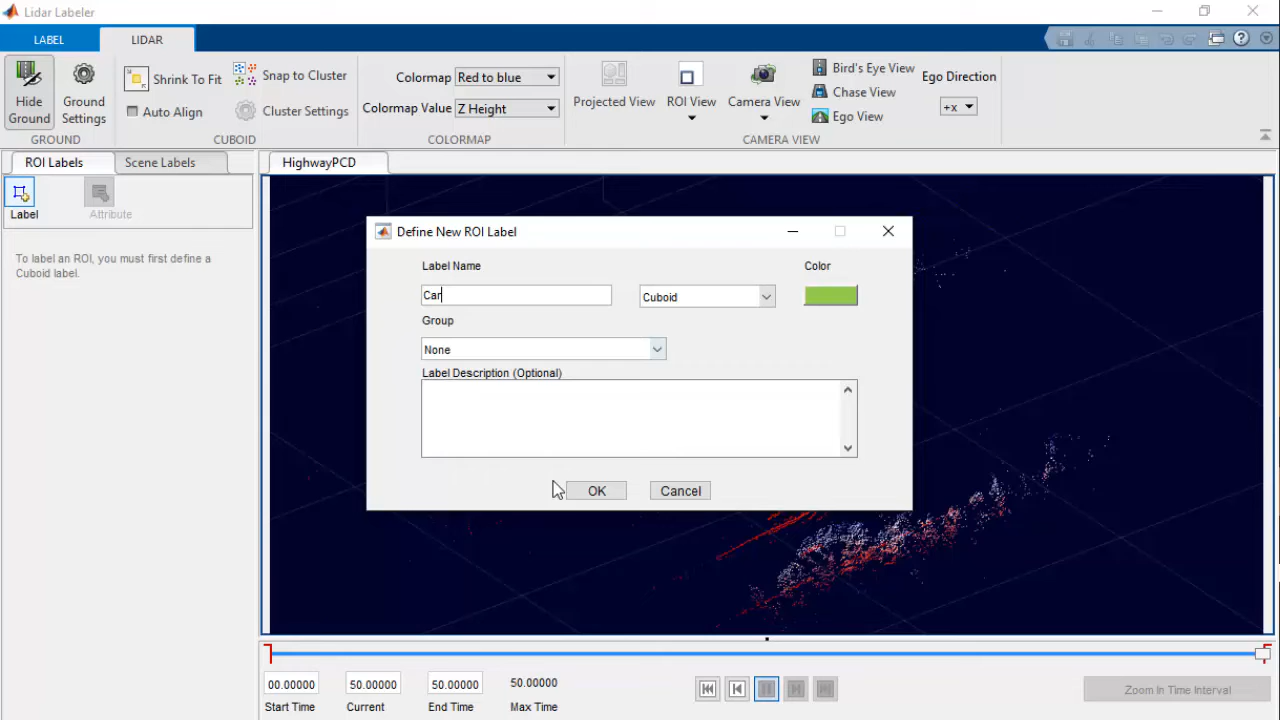 Lidar Labeler
LABEL
LIDAR
Hide
Ground
Ground
Settings
GROUND
Shrink To Fit
Auto Align
Snap to Cluster
Cluster Settings
CUBOID
Colormap
Red to blue
Colormap Value
Z Height
COLORMAP
Projected View
ROI View
Camera View
Bird's Eye View
Chase View
Ego View
Ego Direction
+x
CAMERA VIEW
ROI Labels
Scene Labels
HighwayPCD
Label
Attribute
To label an ROI, you must first define a
Cuboid label.
Define New ROI Label
Label Name
Color
Car
Cuboid
Group
None
Label Description (Optional)
OK
Cancel
00.00000
50.00000
50.00000
50.00000
Start Time
Current
End Time
Max Time
Zoom In Time Interval